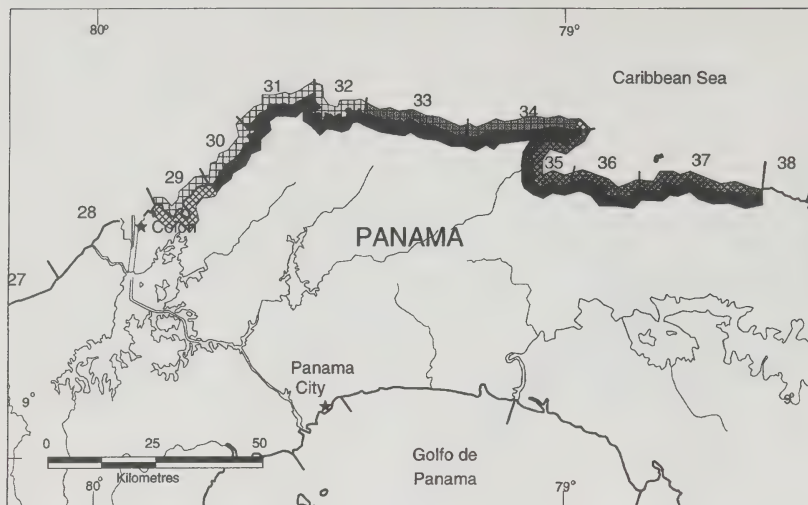 80°
79°
Caribbean Sea
31
32
33
34
30
29
35
36
37
38
28
Colón
PANAMA
27
Panama
City
9°
9°
0
25
50
Kilometres
Golfo de
Panama
80°
79°